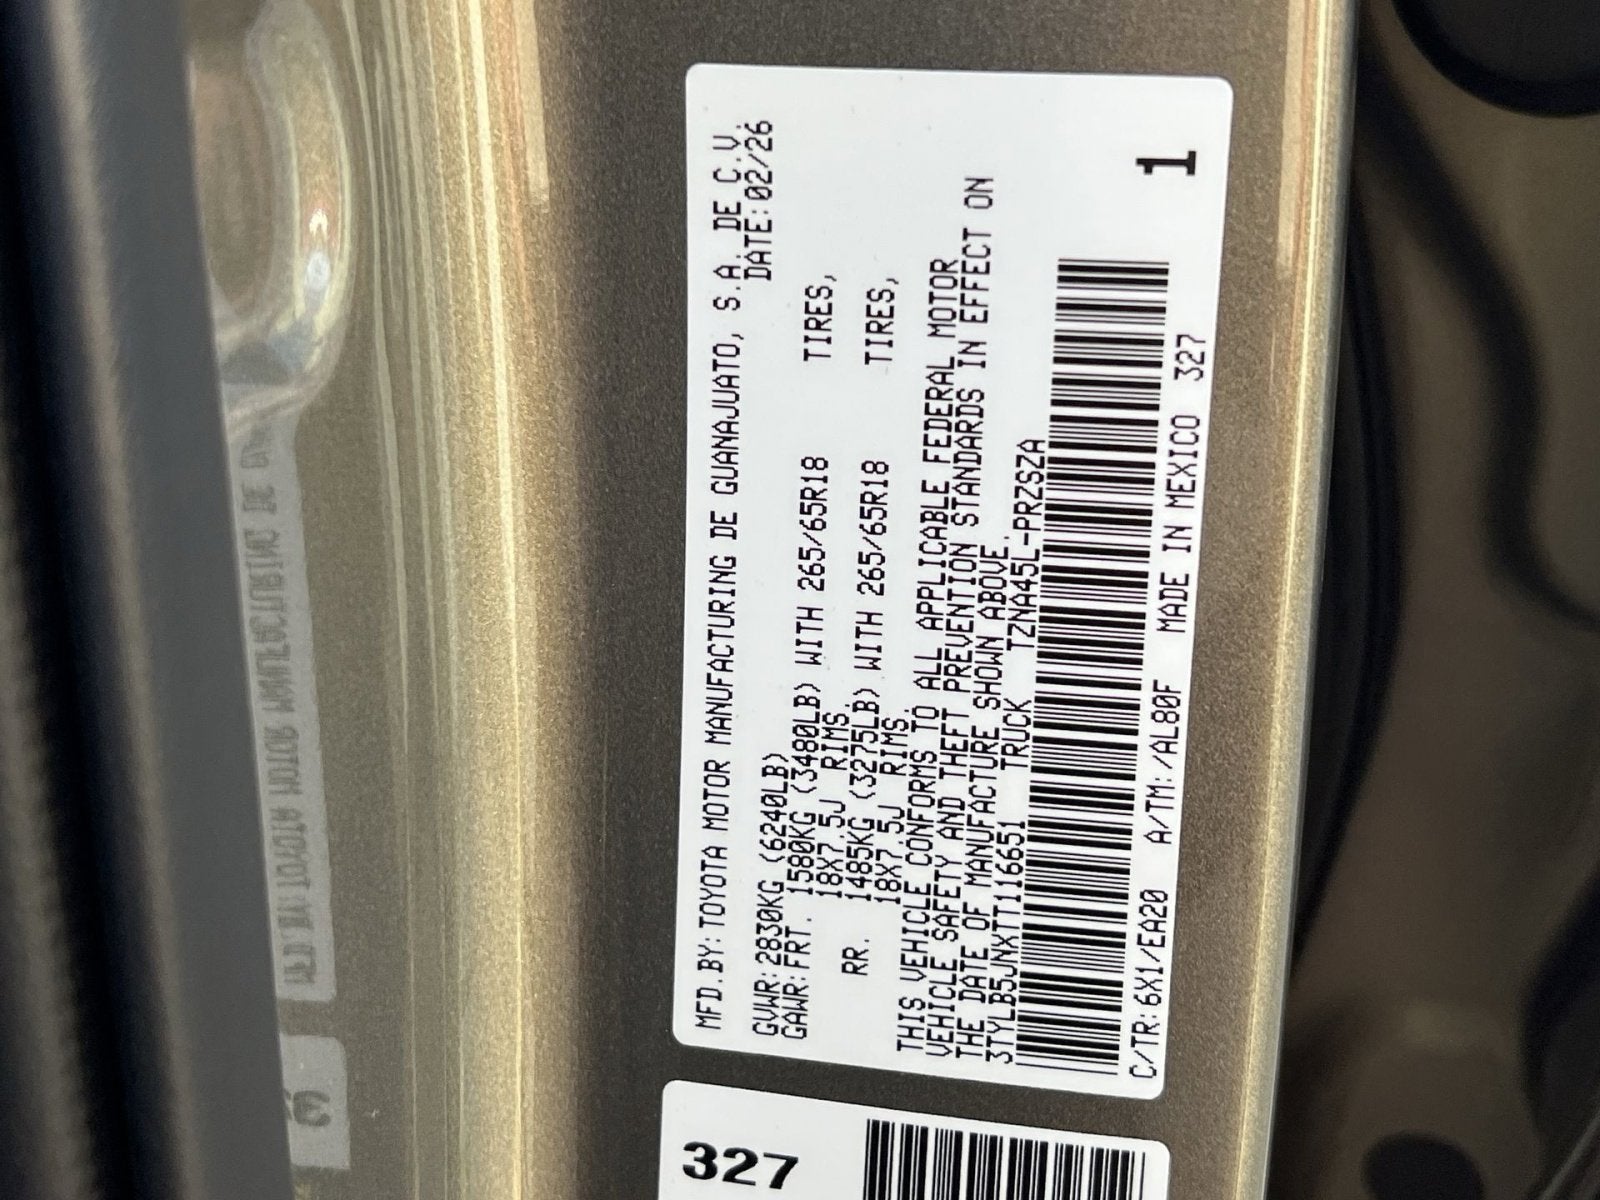 MFD.BY:TOYOTA MOTOR MANUFACTURING DE GUANAJUATO, S.A. DE C.V.
DATE:02/26
GVWR:2830KG (6240LB)
GAWR:FRT. 1580KG (3480LB) WITH 265/65R18 TIRES,
18X7.5J RIMS,
RR. 1485KG (3275LB) WITH 265/65R18 TIRES,
18X7.5J RIMS,
THIS VEHICLE CONFORMS TO ALL APPLICABLE FEDERAL MOTOR
VEHICLE SAFETY AND THEFT PREVENTION STANDARDS IN EFFECT ON
THE DATE OF MANUFACTURE SHOWN ABOVE.
3TYLB5JNXTT116651 TRUCK TZNA45L-PRZSZA
1
C/TR:6X1/EA20 A/TM:/AL80F MADE IN MEXICO 327
327